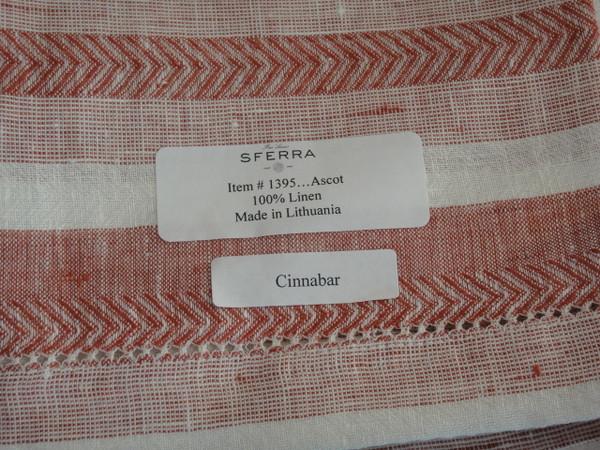 SFERRA
Item # 1395...Ascot
100% Linen
Made in Lithuania
Cinnabar